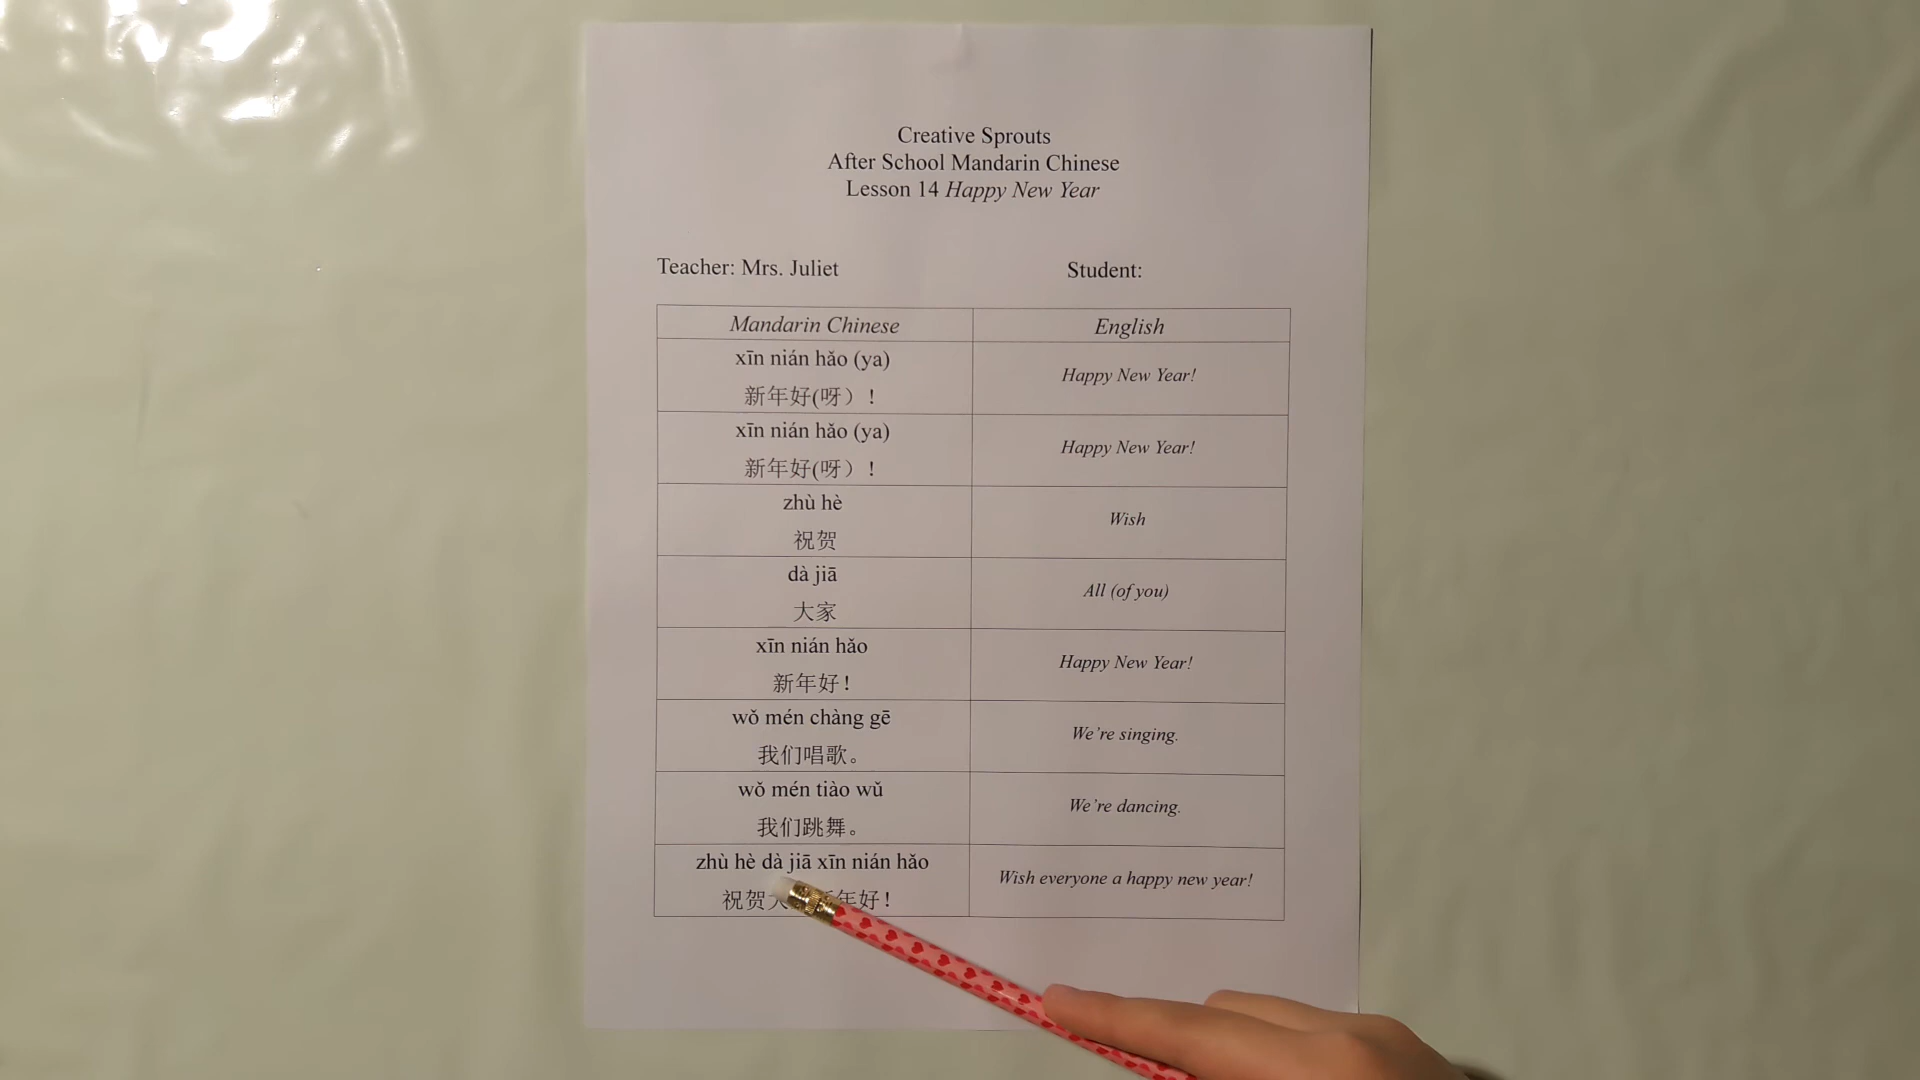 Creative Sprouts
After School Mandarin Chinese
Lesson 14 Happy New Year
Teacher: Mrs. Juliet
Student:
Mandarin Chinese
English
xīn nián hǎo (ya)
新年好(呀）！
Happy New Year!
xīn nián hǎo (ya)
新年好(呀）！
Happy New Year!
zhù hè
祝贺
Wish
dà jiā
大家
All (of you)
xīn nián hǎo
新年好！
Happy New Year!
wǒ mén chàng gē
我们唱歌。
We're singing.
wǒ mén tiào wǔ
我们跳舞。
We're dancing.
zhù hè dà jiā xīn nián hǎo
祝贺年好！
Wish everyone a happy new year!